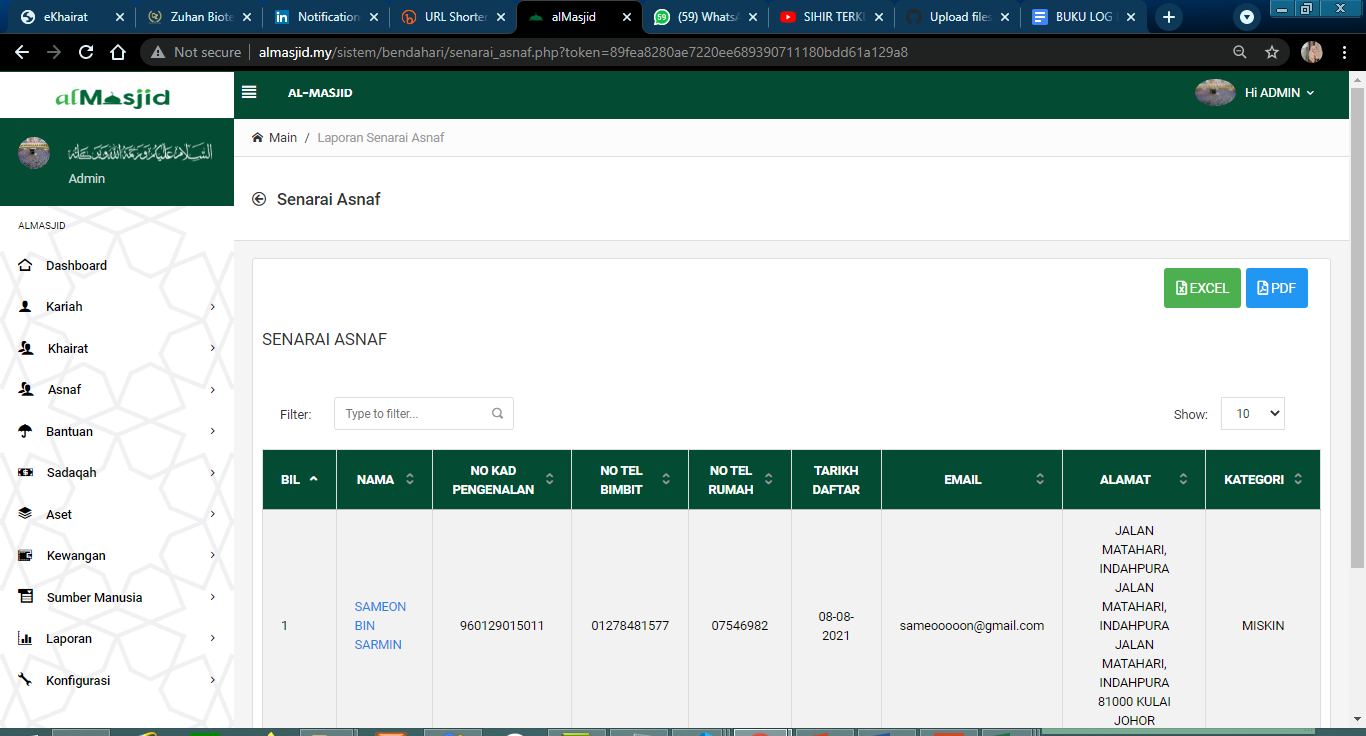 eKhairat
Zuhan Biote
Notification
URL Shorter
alMasjid
(59) WhatsA
SIHIR TERKU
Upload files
BUKU LOG
Not secure
almasjid.my/sistem/bendahari/senarai_asnaf.php?token=89fea8280ae7220ee689390711180bdd61a129a8
alMasjid
AL-MASJID
Hi ADMIN
Main / Laporan Senarai Asnaf
Admin
Senarai Asnaf
ALMASJID
Dashboard
Kariah
Khairat
Asnaf
Bantuan
Sadaqah
Aset
Kewangan
Sumber Manusia
Laporan
Konfigurasi
EXCEL
PDF
SENARAI ASNAF
Filter:
Type to filter...
Show:
10
BIL
NAMA
NO KAD
PENGENALAN
NO TEL
BIMBIT
NO TEL
RUMAH
TARIKH
DAFTAR
EMAIL
ALAMAT
KATEGORI
1
SAMEON
BIN
SARMIN
960129015011
01278481577
07546982
08-08-
2021
sameooooon@gmail.com
JALAN
MATAHARI,
INDAHPURA
JALAN
MATAHARI,
INDAHPURA
JALAN
MATAHARI,
INDAHPURA
81000 KULAI
JOHOR
MISKIN